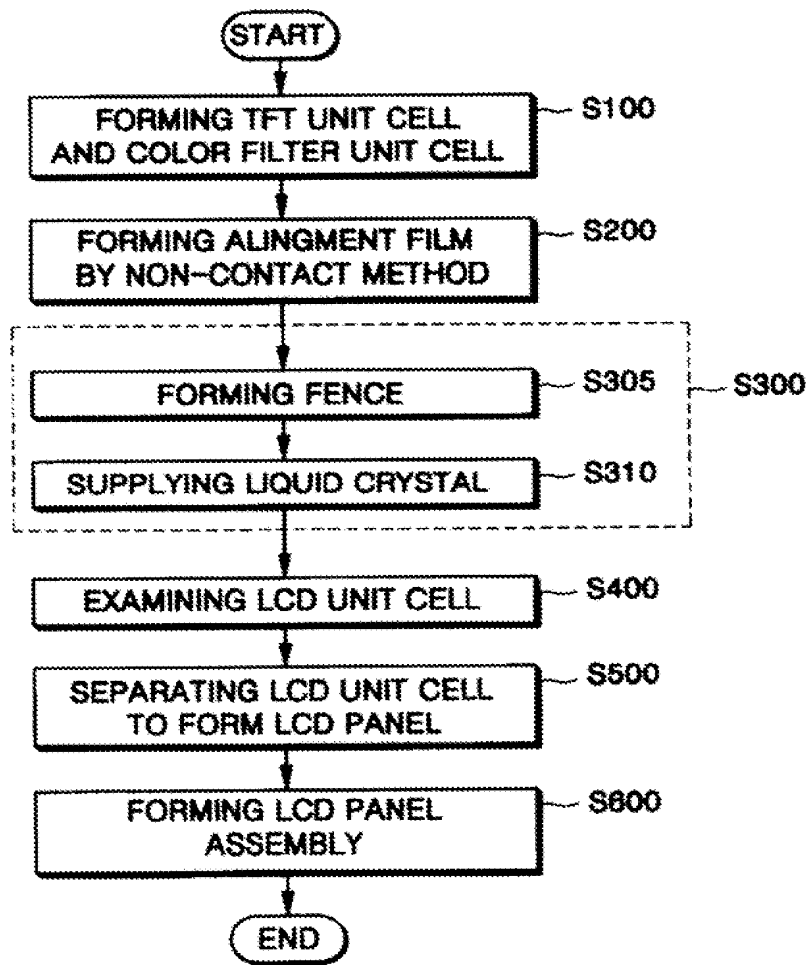 START
FORMING TFT UNIT CELL
AND COLOR FILTER UNIT CELL
S100
FORMING ALINGMENT FILM
BY NON-CONTACT METHOD
S200
FORMING FENCE
S305
S300
SUPPLYING LIQUID CRYSTAL
S310
EXAMINING LCD UNIT CELL
S400
SEPARATING LCD UNIT CELL
TO FORM LCD PANEL
S500
FORMING LCD PANEL
ASSEMBLY
S600
END